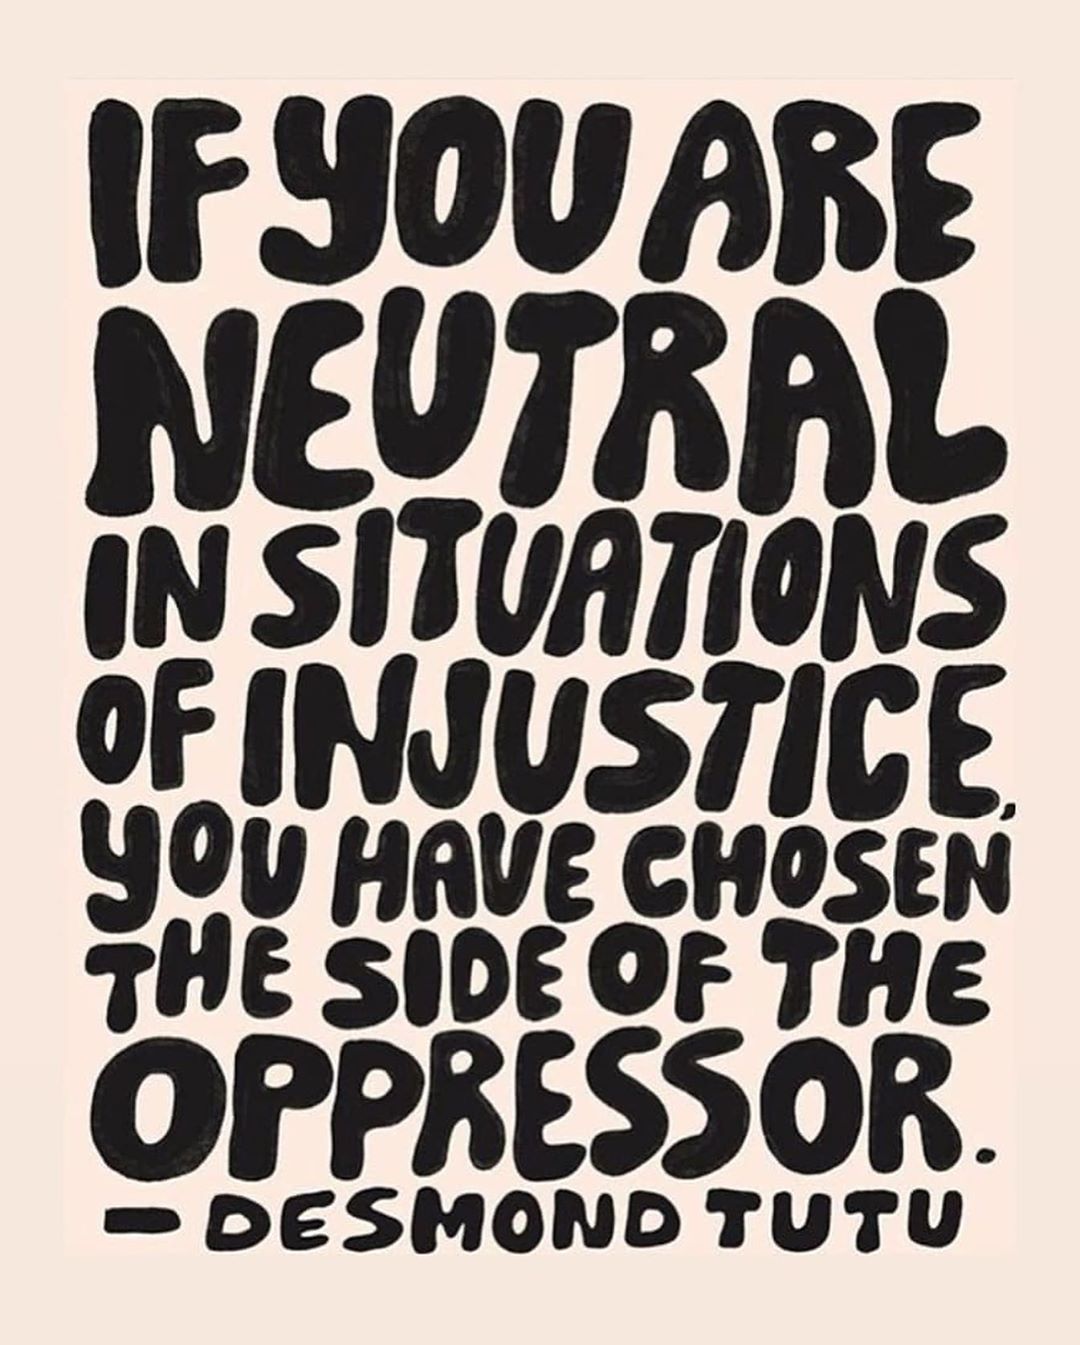 IF YOU ARE
NEUTRAL
IN SITUATIONS
OF INJUSTICE,
YOU HAVE CHOSEN
THE SIDE OF THE
OPPRESSOR.
— DESMOND TUTU